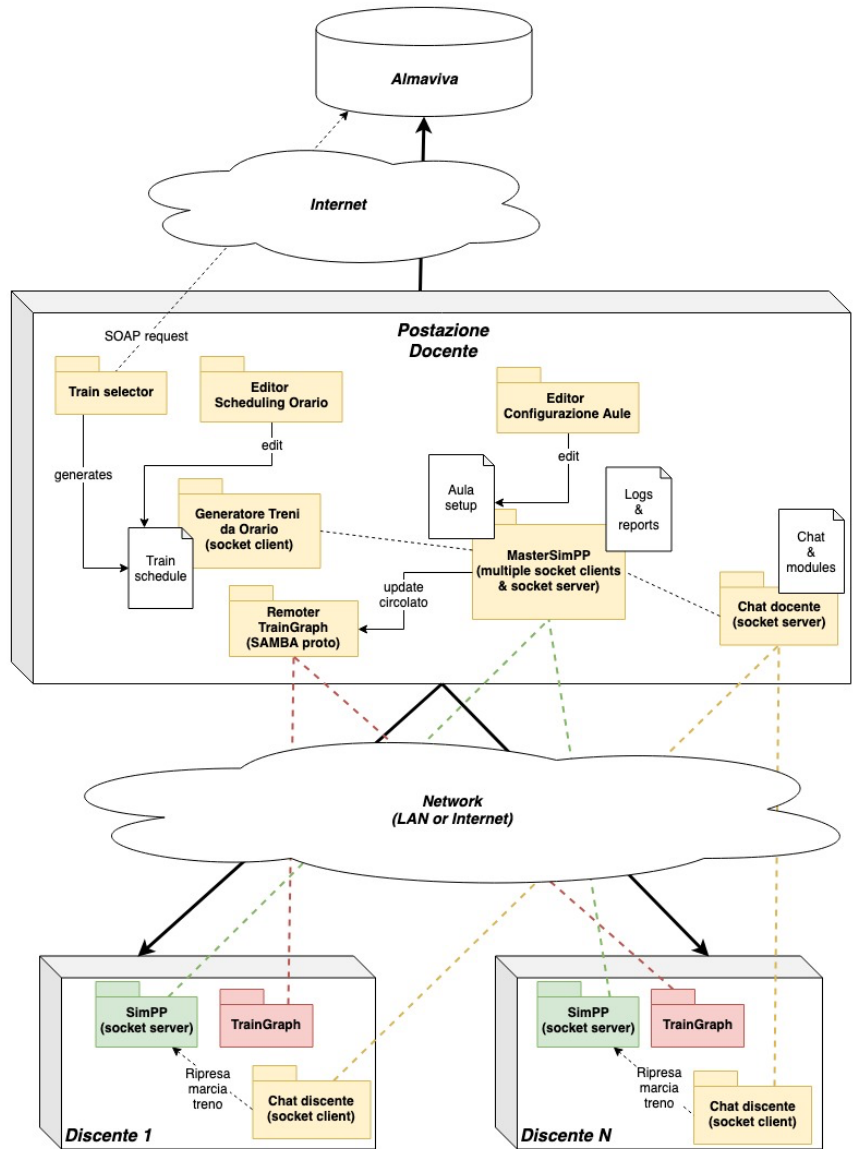 Almaviva
Internet
Postazione
Docente
SOAP request
Train selector
Editor
Scheduling Orario
Editor
Configurazione Aule
edit
edit
generates
Aula
setup
Logs
&
reports
Generatore Treni
da Orario
(socket client)
Train
schedule
MasterSimPP
(multiple socket clients
& socket server)
Chat
&
modules
update
circolato
Remoter
TrainGraph
(SAMBA proto)
Chat docente
(socket server)
Network
(LAN or Internet)
SimPP
(socket server)
TrainGraph
Ripresa
marcia
treno
Chat discente
(socket client)
Discente 1
SimPP
(socket server)
TrainGraph
Ripresa
marcia
treno
Chat discente
(socket client)
Discente N